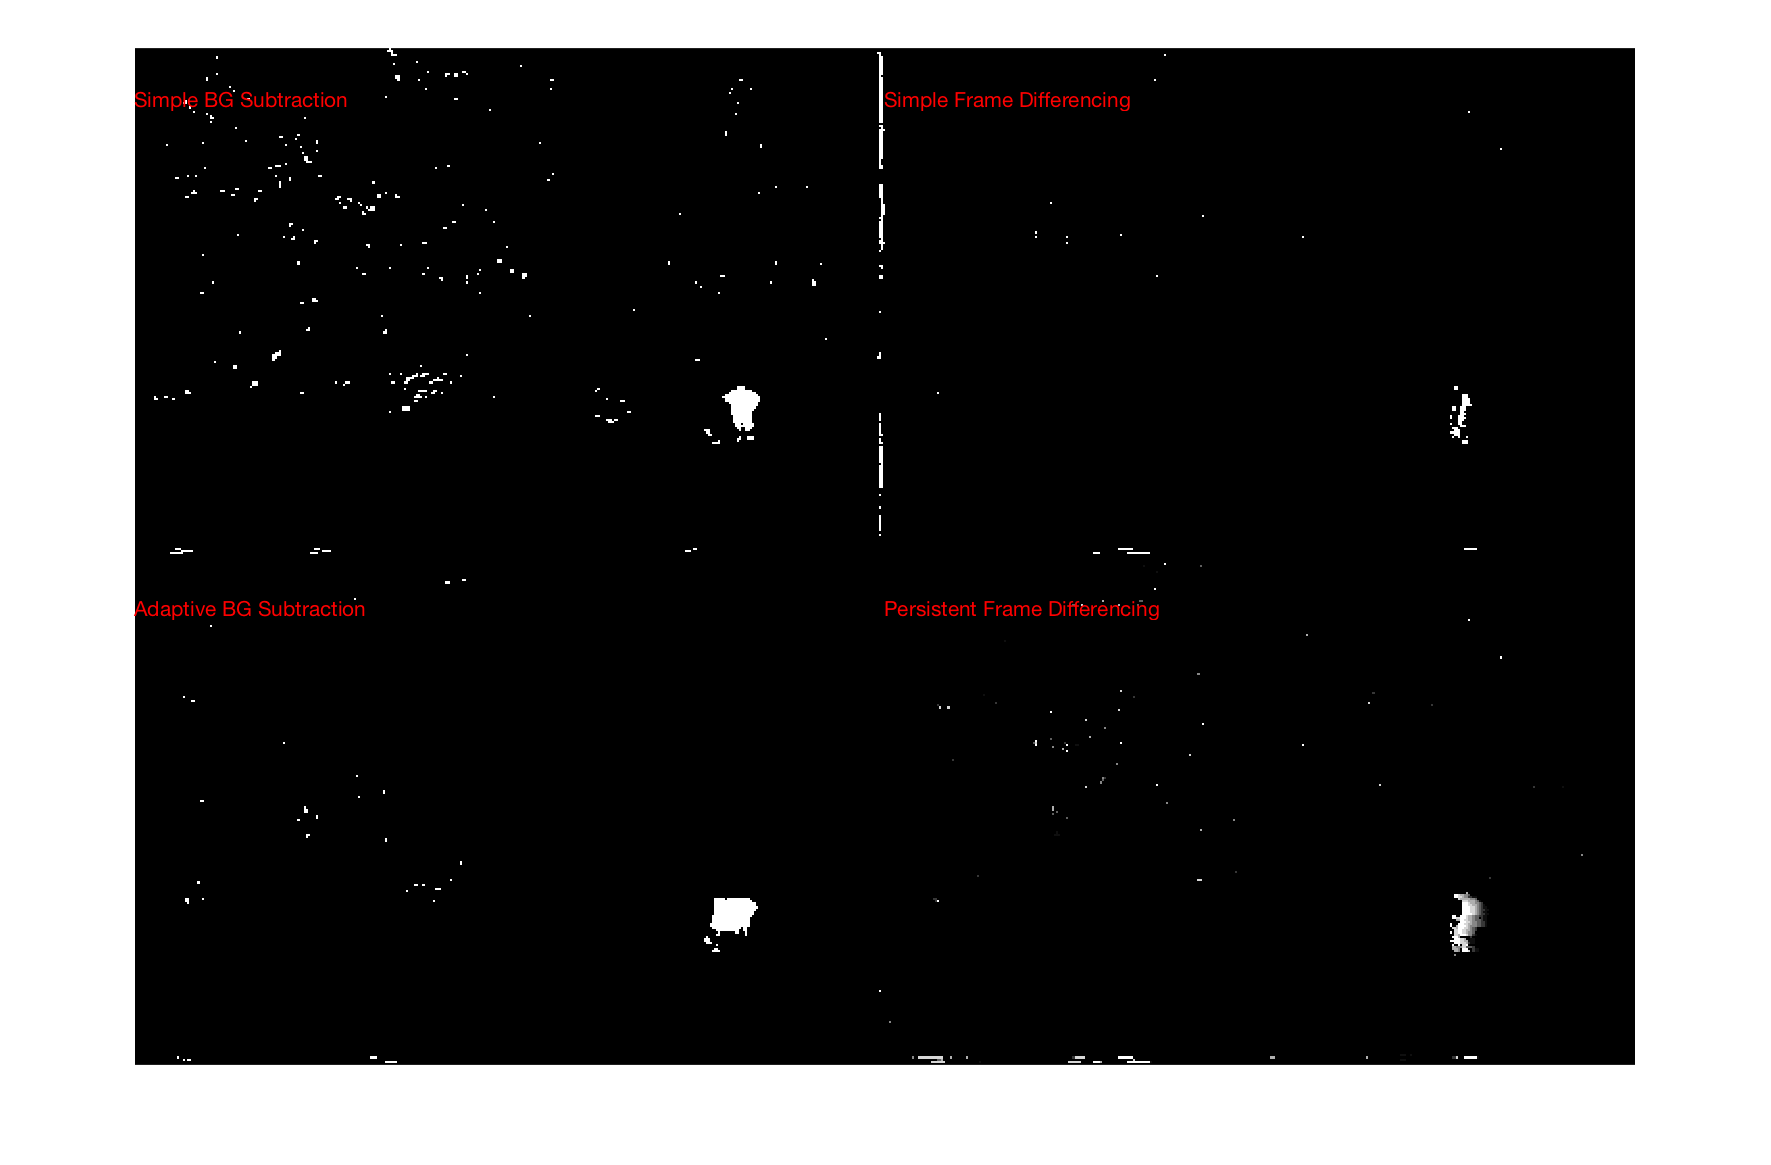 Simple BG Subtraction
Simple Frame Differencing
Adaptive BG Subtraction
Persistent Frame Differencing